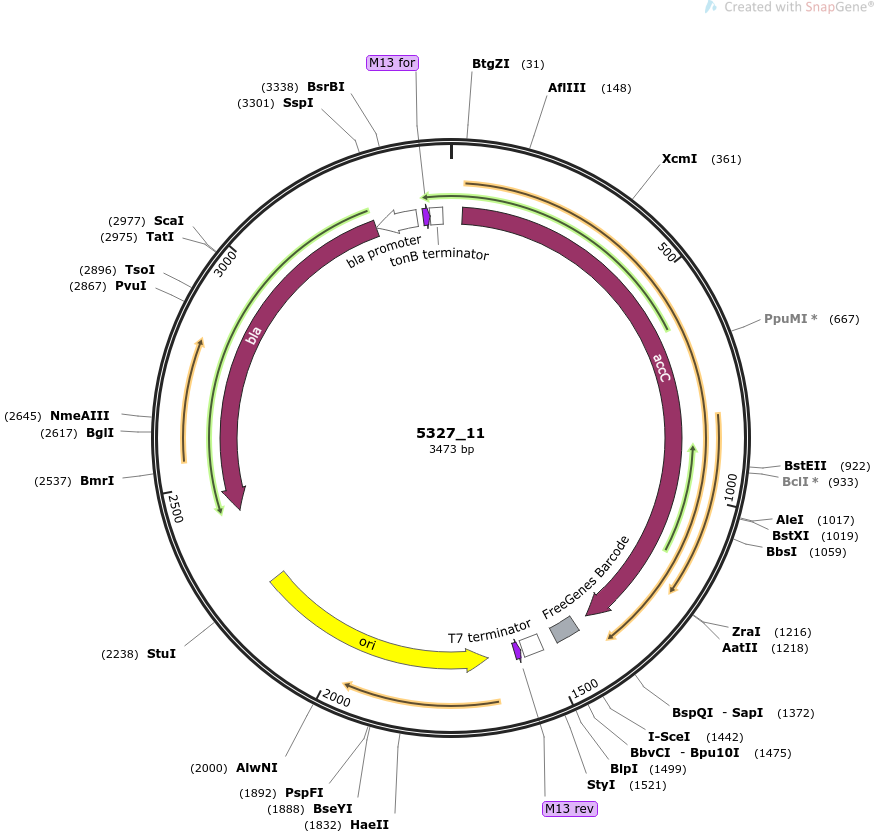 Created with SnapGene®
M13 for
BtgZI (31)
AflIII (148)
XcmI (361)
500
PpuMI * (667)
BstEII (922)
BclI * (933)
1000
AleI (1017)
BstXI (1019)
BbsI (1059)
ZraI (1216)
AatII (1218)
BspQI - SapI (1372)
1500
I-SceI (1442)
BbvCI - Bpu10I (1475)
BlpI (1499)
StyI (1521)
M13 rev
(1832) HaeII
(1888) BseYI
(1892) PspFI
(2000) AlwNI
2000
(2238) StuI
2500
(2537) BmrI
(2617) BglI
(2645) NmeAIII
(2867) PvuI
(2896) TsoI
(2975) TatI
(2977) ScaI
3000
(3301) SspI
(3338) BsrBI
bla promoter
tonB terminator
bla
accC
5327_11
3473 bp
FreeGenes Barcode
T7 terminator
ori